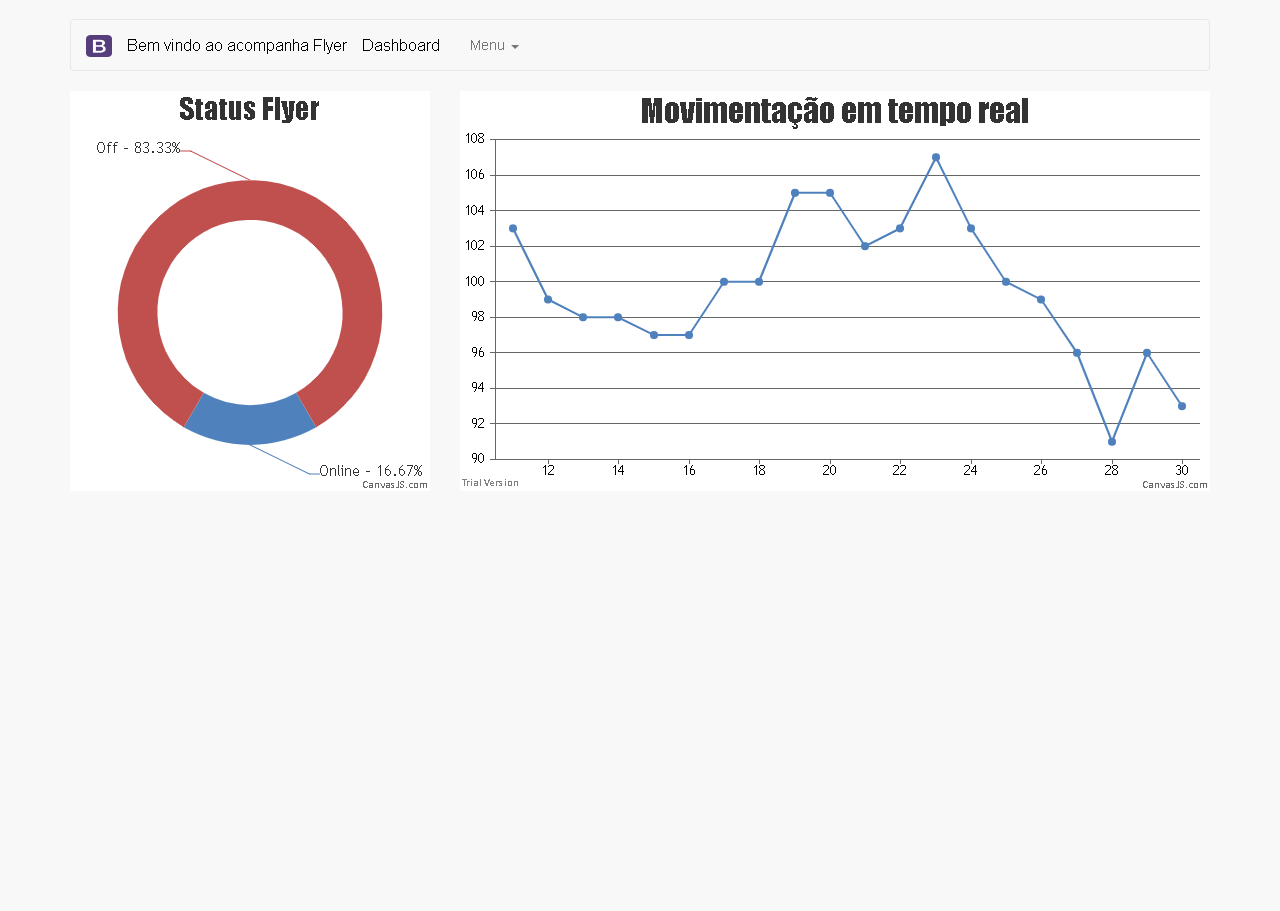 B Bem vindo ao acompanha Flyer Dashboard Menu
Status Flyer
Off - 83.33%
Online - 16.67%
CanvasJS.com
Movimentação em tempo real
108
106
104
102
100
98
96
94
92
90
12 14 16 18 20 22 24 26 28 30
Trial Version
CanvasJS.com